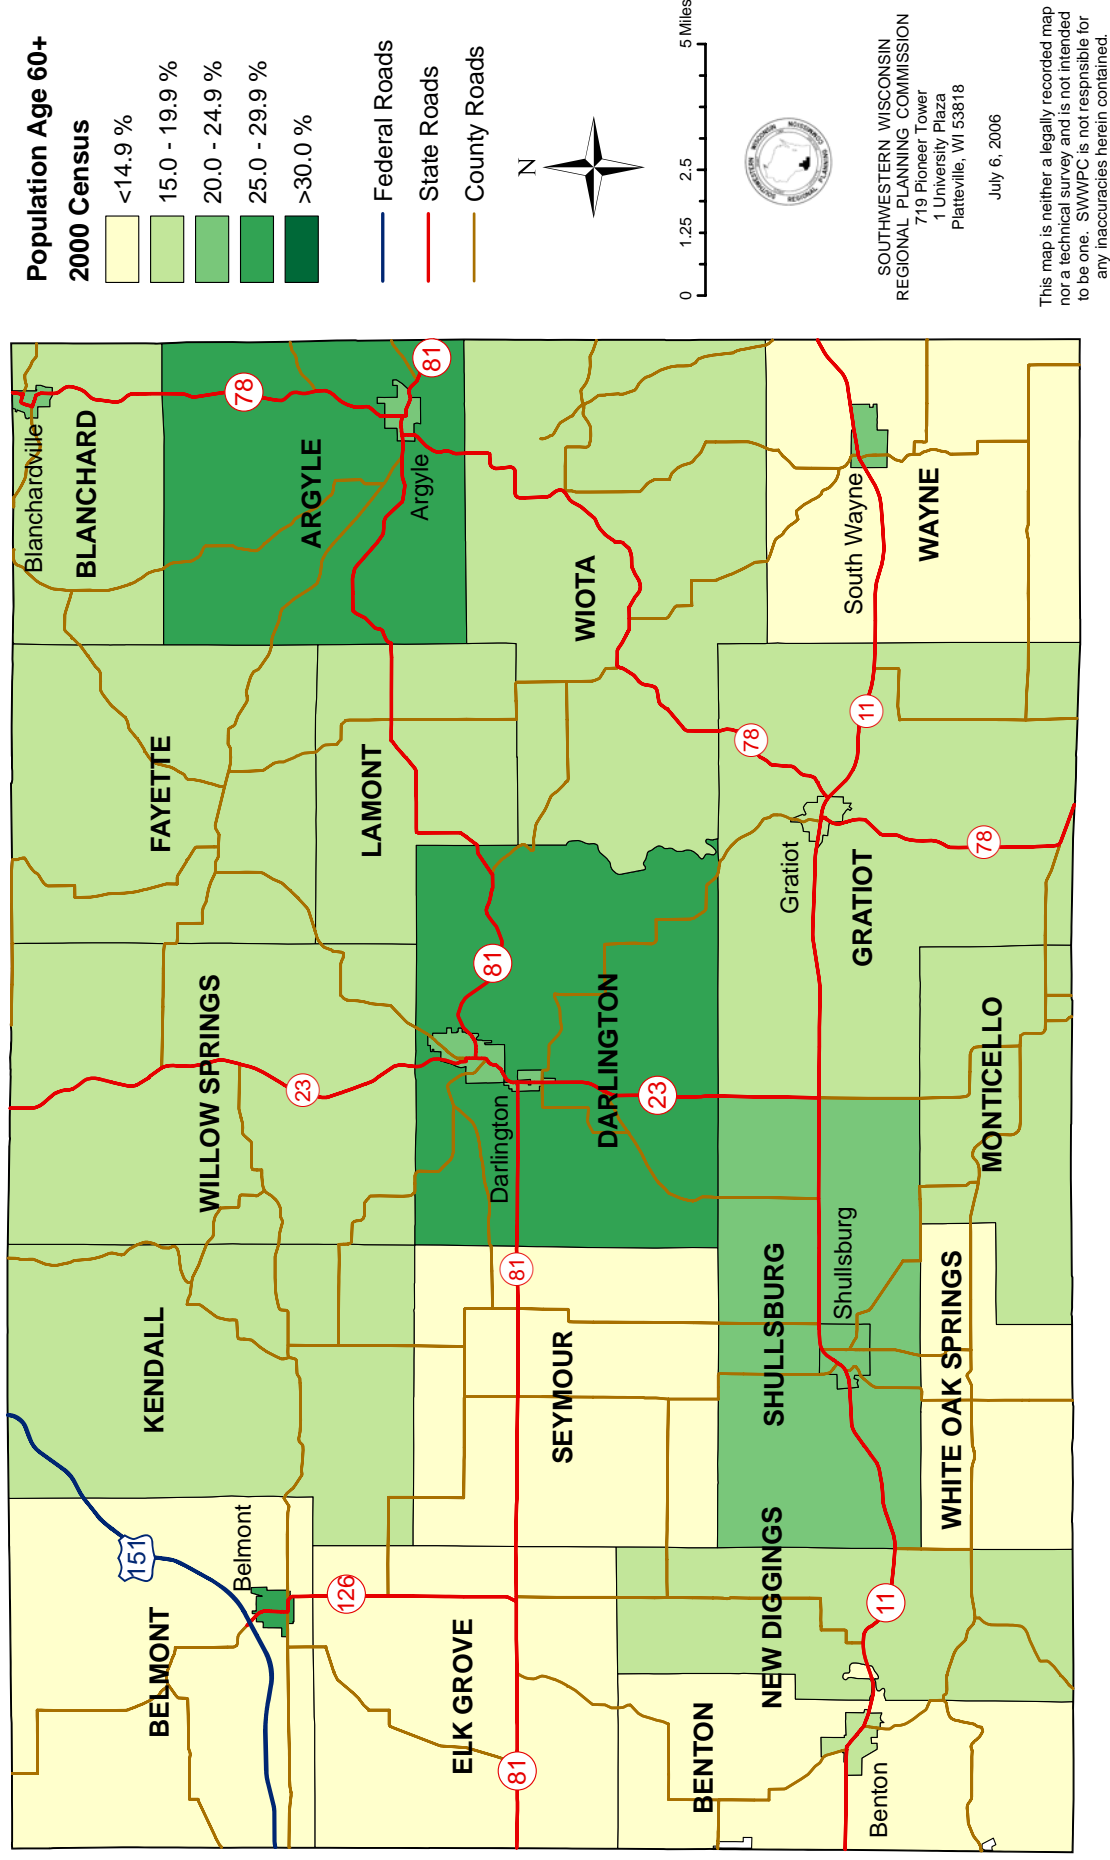 Population Age 60+
2000 Census
<14.9 %
15.0 - 19.9 %
20.0 - 24.9 %
25.0 - 29.9 %
>30.0 %
Federal Roads
State Roads
County Roads
N
0 1.25 2.5 5 Miles
SOUTHWESTERN WISCONSIN
REGIONAL PLANNING COMMISSION
SOUTHWESTERN WISCONSIN
REGIONAL PLANNING COMMISSION
719 Pioneer Tower
1 University Plaza
Platteville, WI 53818
July 6, 2006
This map is neither a legally recorded map
nor a technical survey and is not intended
to be one. SWWPC is not responsible for
any inaccuracies herein contained.
Blanchardville
BLANCHARD
78
ARGYLE
Argyle
81
FAYETTE
LAMONT
WIOTA
South Wayne
WAYNE
11
78
Gratiot
GRATIOT
78
WILLOW SPRINGS
23
81
Darlington
DARLINGTON
23
MONTICELLO
KENDALL
81
SEYMOUR
SHULLSBURG
Shullsburg
WHITE OAK SPRINGS
151
Belmont
BELMONT
126
ELK GROVE
81
NEW DIGGINGS
11
BENTON
Benton